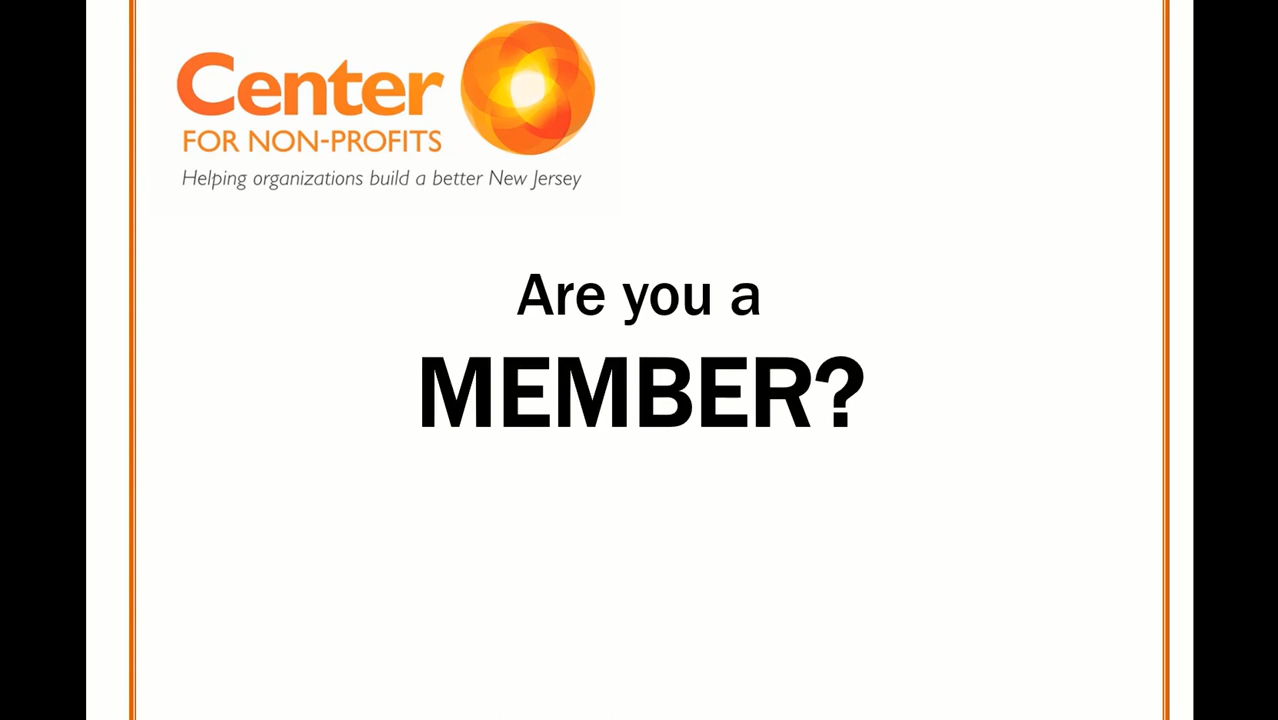 Center
FOR NON-PROFITS
Helping organizations build a better New Jersey
Are you a
MEMBER?